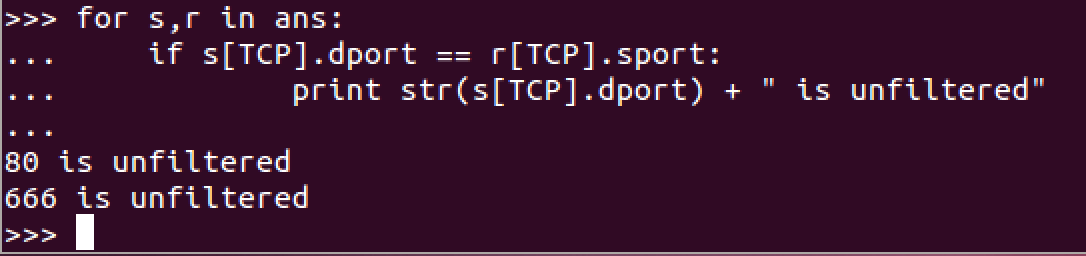 >>> for s,r in ans:
...     if s[TCP].dport == r[TCP].sport:
...             print str(s[TCP].dport) + " is unfiltered"
...
80 is unfiltered
666 is unfiltered
>>>